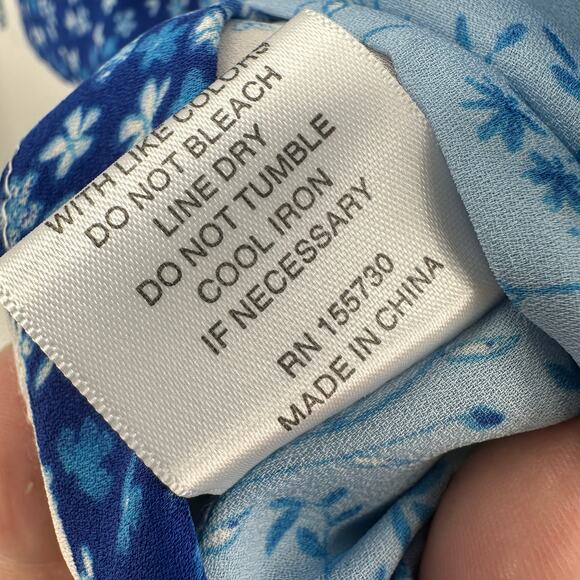 WITH LIKE COLORS
DO NOT BLEACH
LINE DRY
DO NOT TUMBLE
COOL IRON
IF NECESSARY
RN 155730
MADE IN CHINA